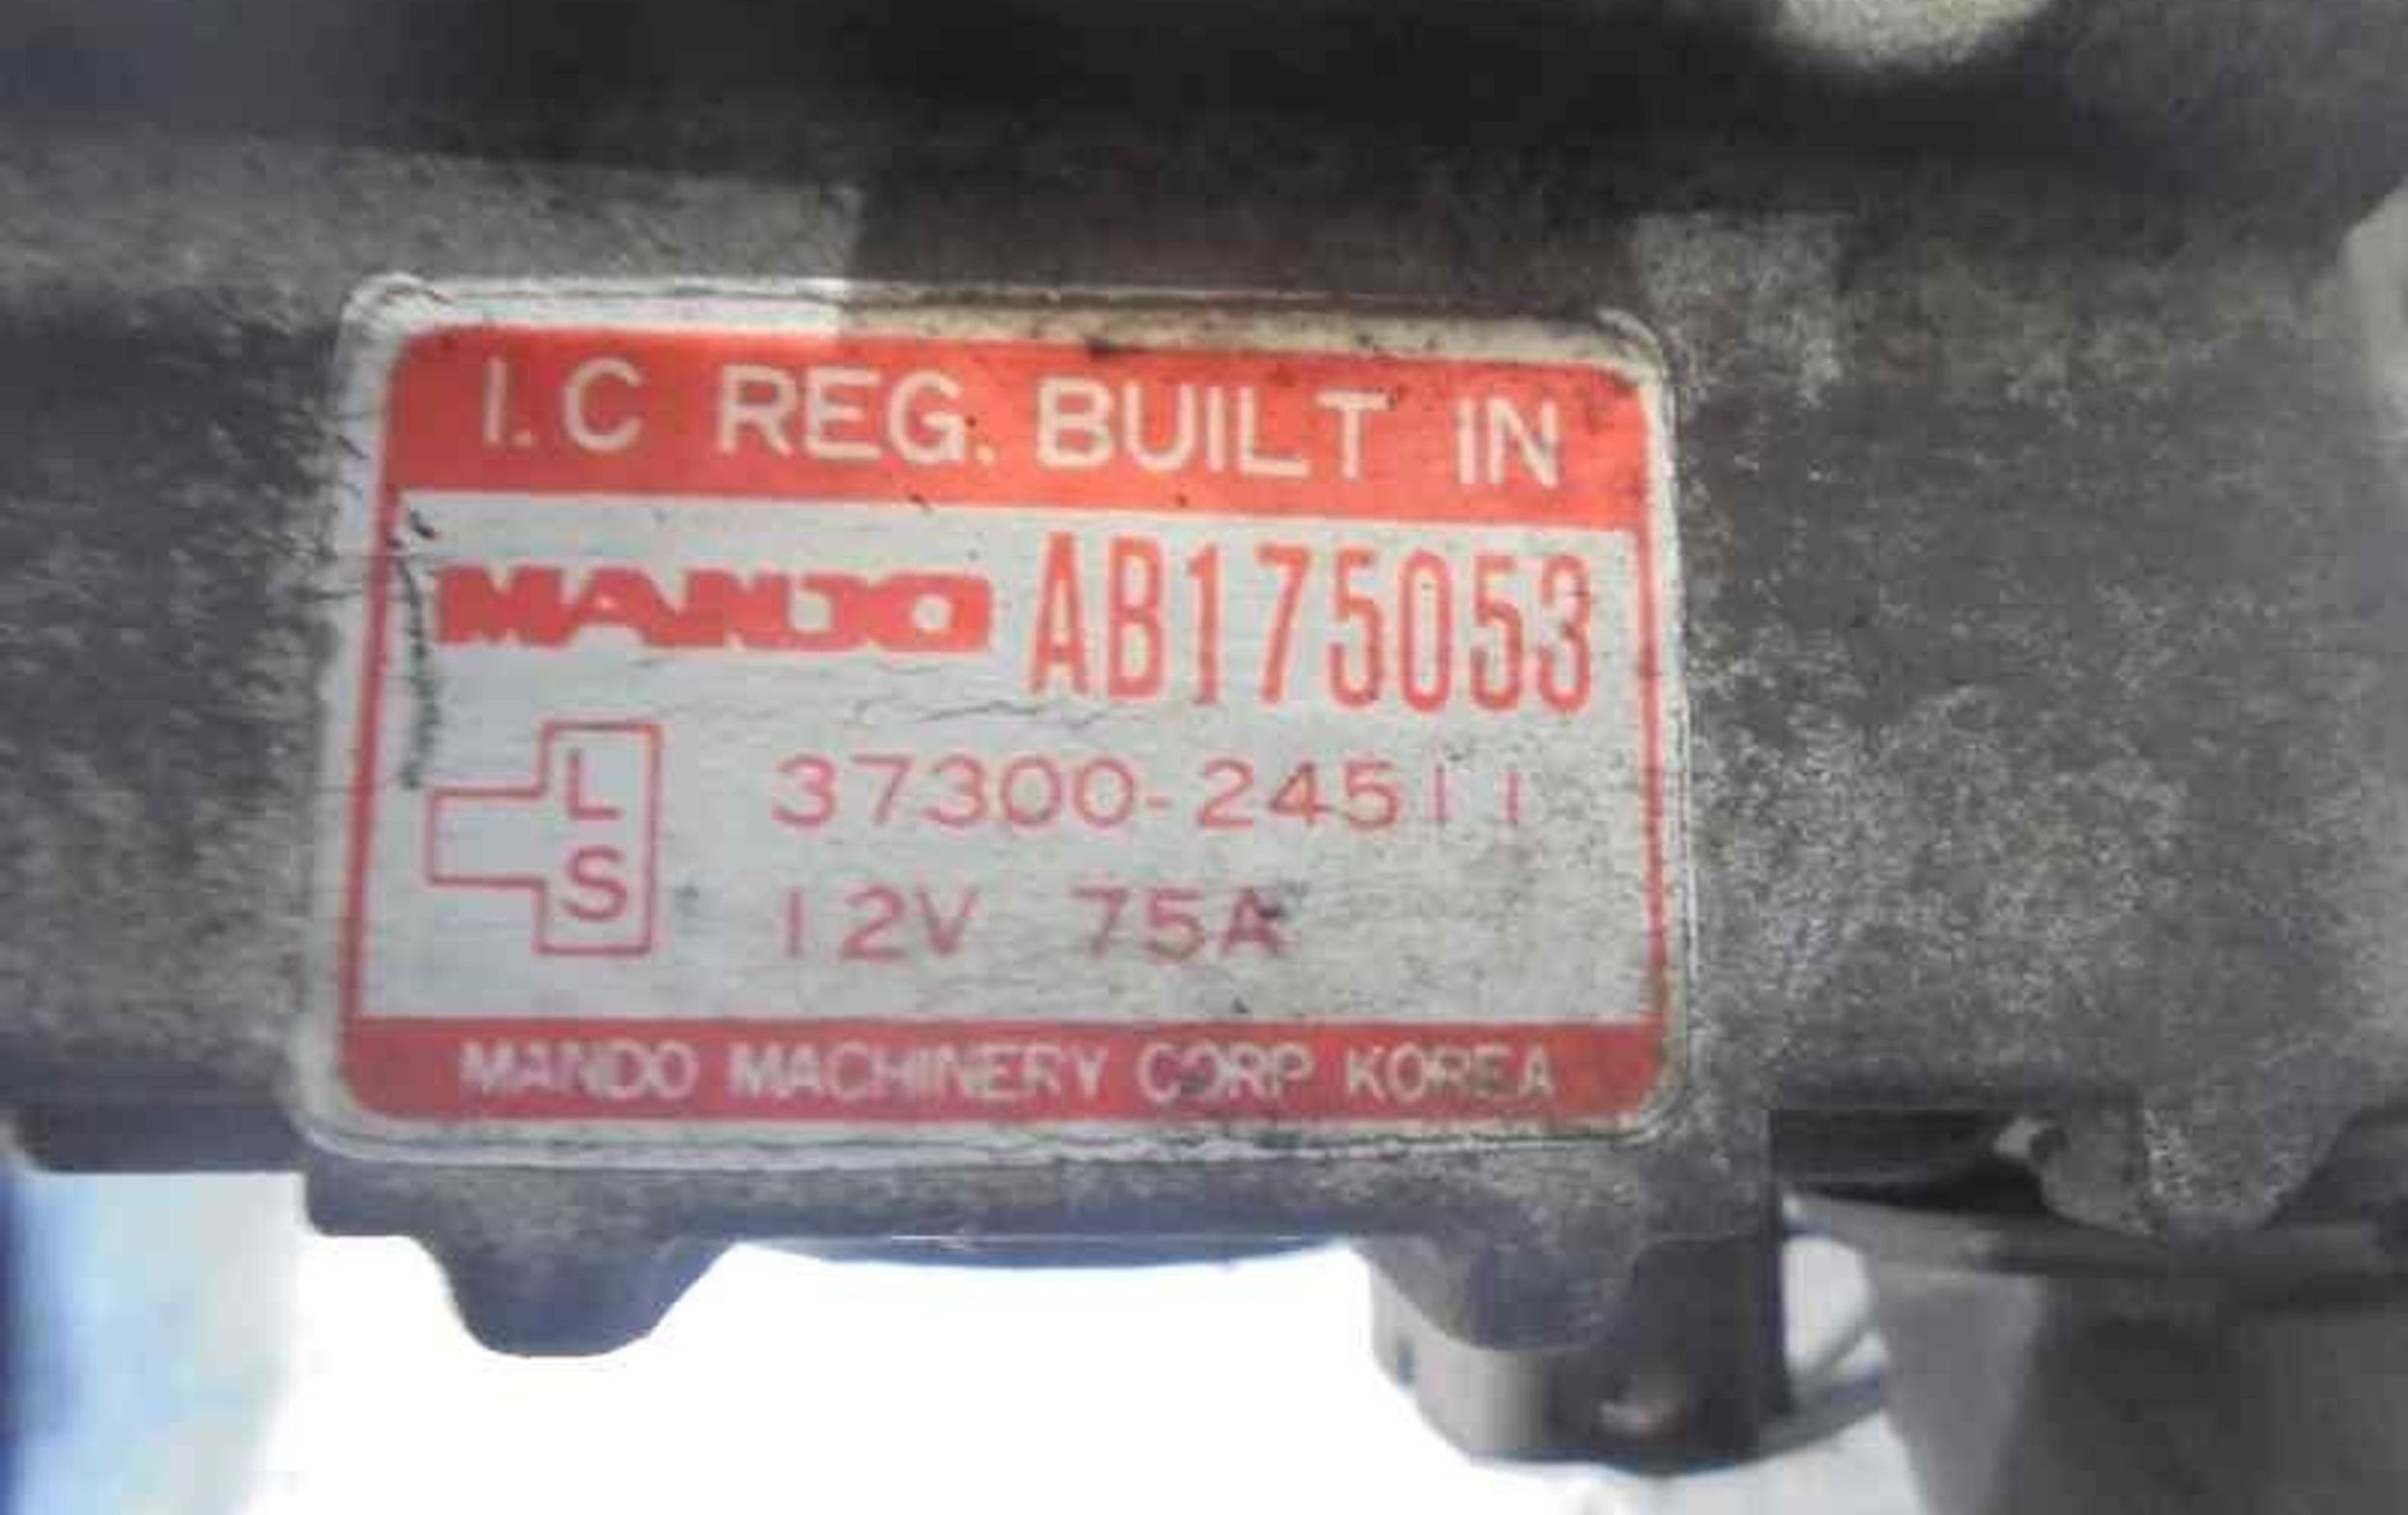 I.C REG. BUILT IN
MANDO AB175053
L 37300-24511
S 12V 75A
MANDO MACHINERY CORP KOREA